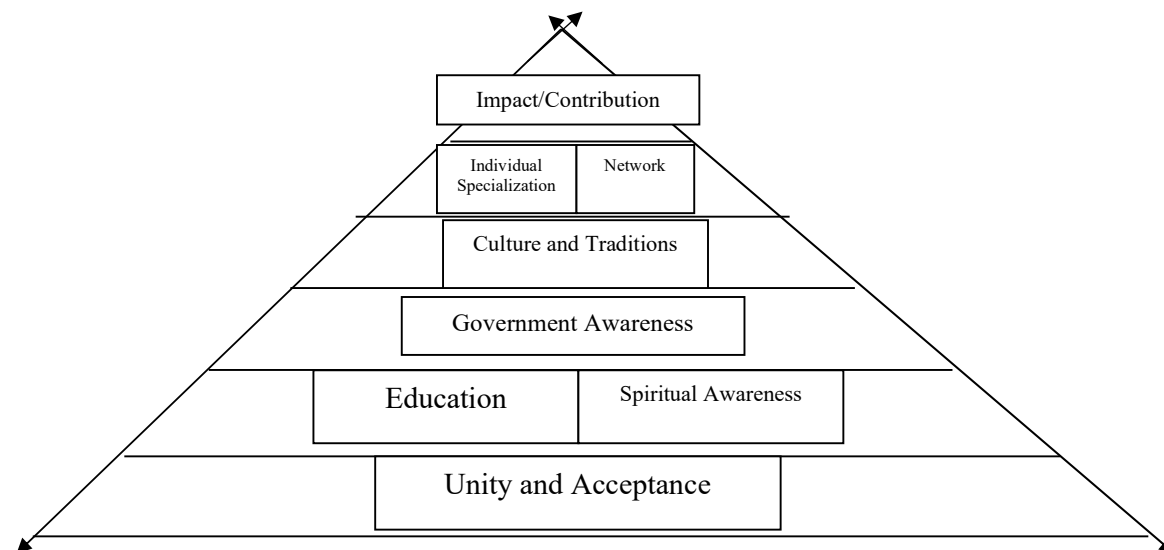 Impact/Contribution
Individual
Specialization
Network
Culture and Traditions
Government Awareness
Education
Spiritual Awareness
Unity and Acceptance